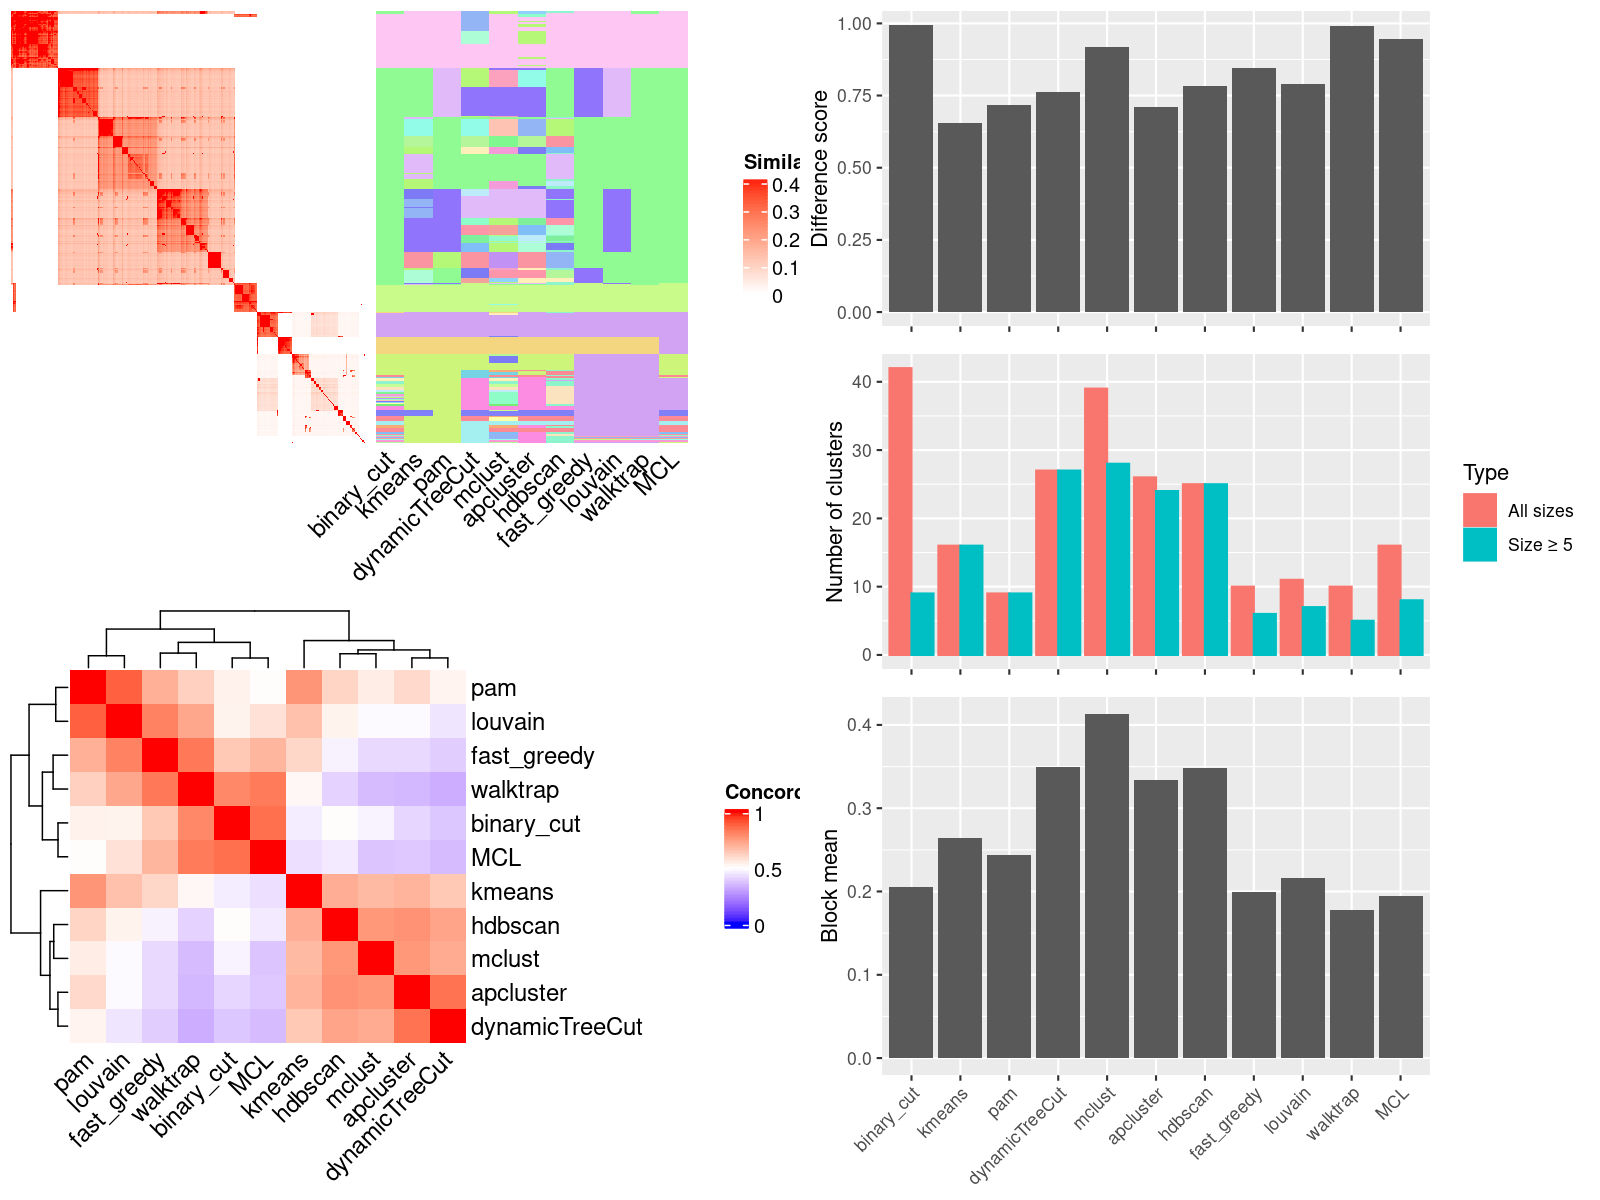 Simila
0.4
0.3
0.2
0.1
0
binary_cut
kmeans
pam
dynamicTreeCut
mclust
apcluster
hdbscan
fast_greedy
louvain
walktrap
MCL
Difference score
1.00
0.75
0.50
0.25
0.00
Number of clusters
40
30
20
10
0
Type
All sizes
Size ≥ 5
pam
louvain
fast_greedy
walktrap
binary_cut
MCL
kmeans
hdbscan
mclust
apcluster
dynamicTreeCut
pam
louvain
fast_greedy
walktrap
binary_cut
MCL
kmeans
hdbscan
mclust
apcluster
dynamicTreeCut
Concord
1
0.5
0
Block mean
0.4
0.3
0.2
0.1
0.0
binary_cut
kmeans
pam
dynamicTreeCut
mclust
apcluster
hdbscan
fast_greedy
louvain
walktrap
MCL